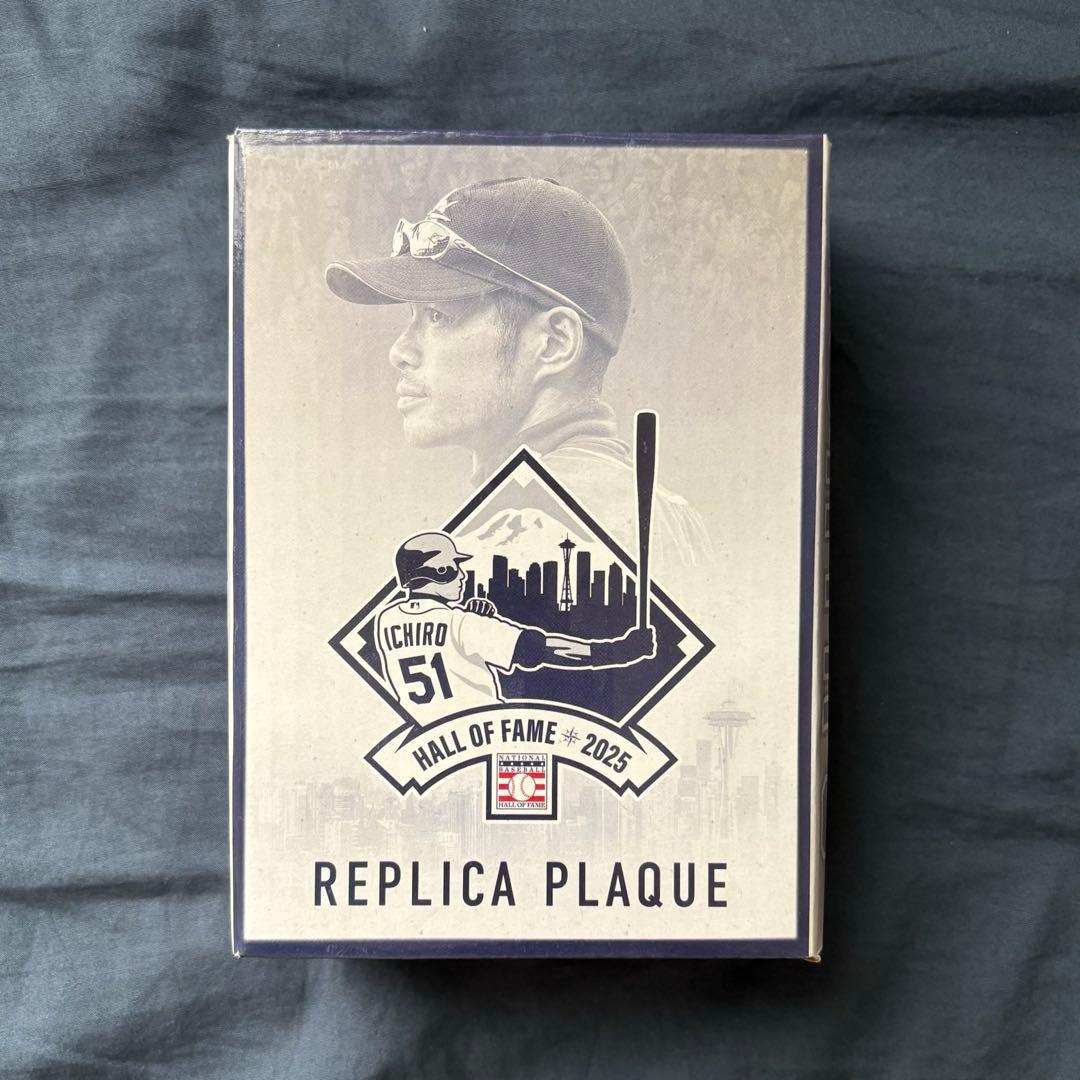 ICHIRO
51
HALL OF FAME 2025
NATIONAL
BASEBALL
HALL OF FAME
REPLICA PLAQUE